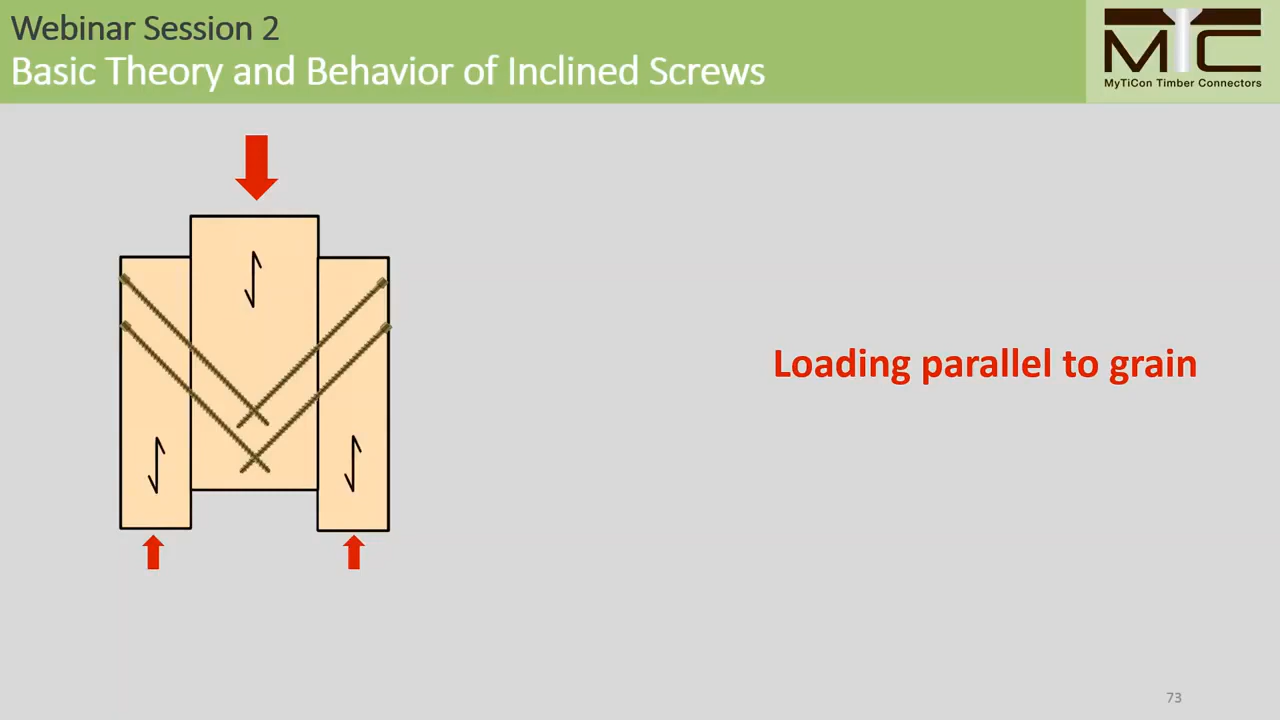 Webinar Session 2
Basic Theory and Behavior of Inclined Screws
MTC
MyTiCon Timber Connectors
Loading parallel to grain
73